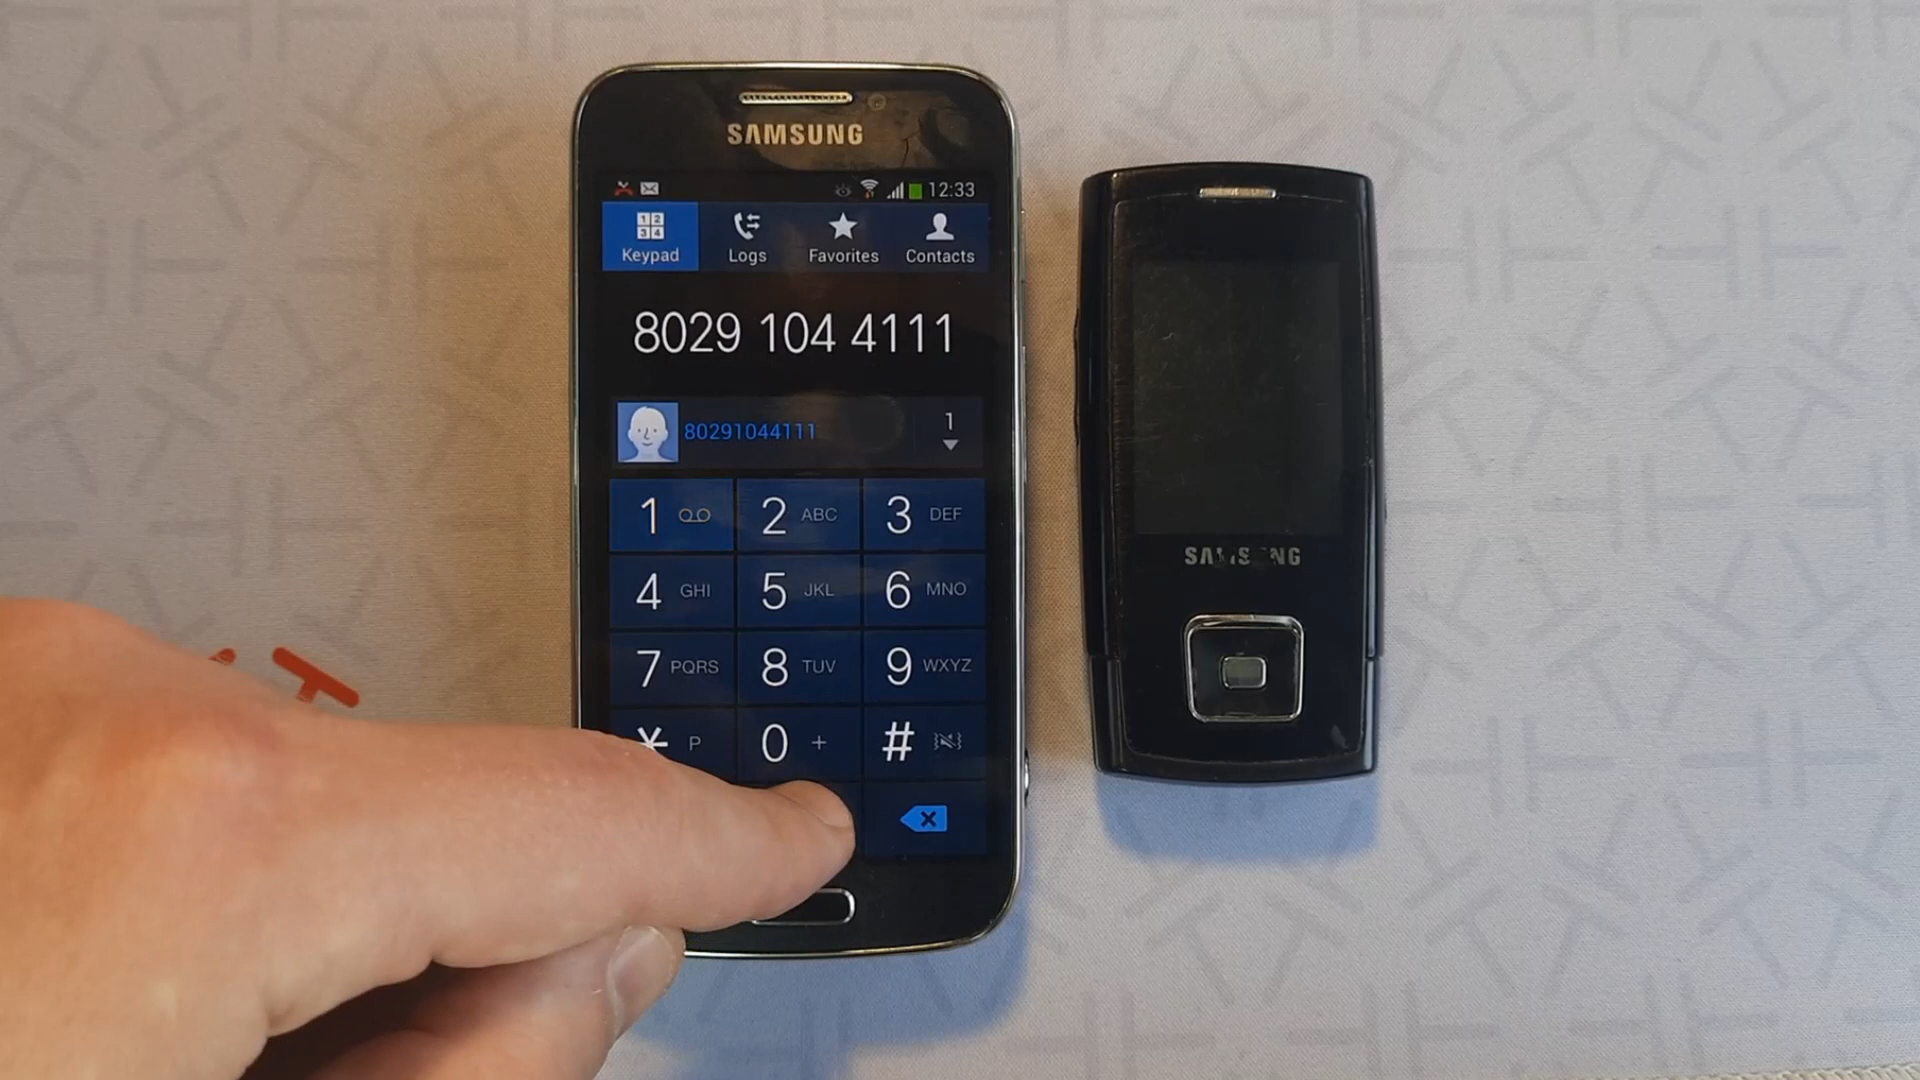 SAMSUNG
12:33
Keypad Logs Favorites Contacts
8029 104 4111
80291044111 1
1 2 ABC 3 DEF
4 GHI 5 JKL 6 MNO
7 PQRS 8 TUV 9 WXYZ
* P 0 + #
SAMSUNG